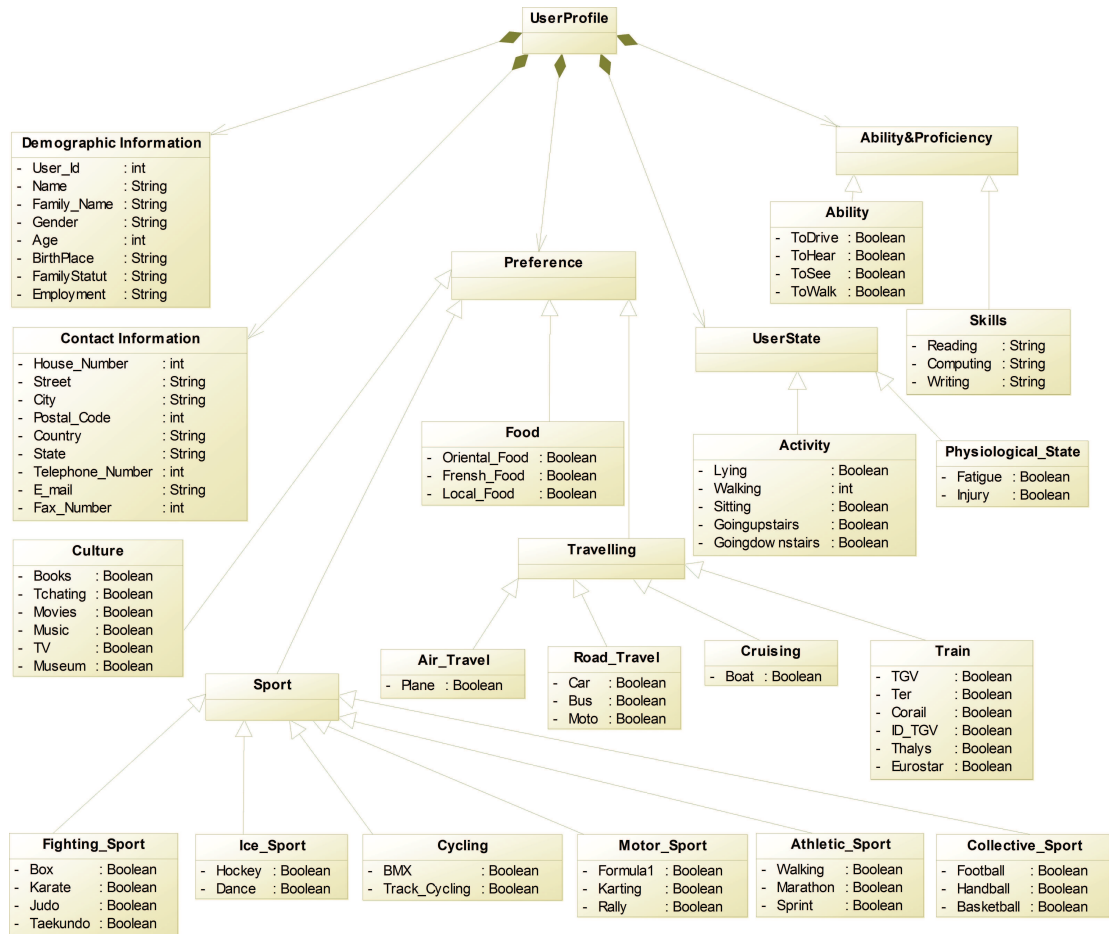 UserProfile
Demographic Information
- User_Id : int
- Name : String
- Family_Name : String
- Gender : String
- Age : int
- BirthPlace : String
- FamilyStatut : String
- Employment : String
Ability&Proficiency
Ability
- ToDrive : Boolean
- ToHear : Boolean
- ToSee : Boolean
- ToWalk : Boolean
Preference
Contact Information
- House_Number : int
- Street : String
- City : String
- Postal_Code : int
- Country : String
- State : String
- Telephone_Number : int
- E_mail : String
- Fax_Number : int
UserState
Skills
- Reading : String
- Computing : String
- Writing : String
Food
- Oriental_Food : Boolean
- Frensh_Food : Boolean
- Local_Food : Boolean
Activity
- Lying : Boolean
- Walking : int
- Sitting : Boolean
- Goingupstairs : Boolean
- Goingdownstairs : Boolean
Physiological_State
- Fatigue : Boolean
- Injury : Boolean
Culture
- Books : Boolean
- Tchating : Boolean
- Movies : Boolean
- Music : Boolean
- TV : Boolean
- Museum : Boolean
Travelling
Air_Travel
- Plane : Boolean
Road_Travel
- Car : Boolean
- Bus : Boolean
- Moto : Boolean
Cruising
- Boat : Boolean
Train
- TGV : Boolean
- Ter : Boolean
- Corail : Boolean
- ID_TGV : Boolean
- Thalys : Boolean
- Eurostar : Boolean
Sport
Fighting_Sport
- Box : Boolean
- Karate : Boolean
- Judo : Boolean
- Taekundo : Boolean
Ice_Sport
- Hockey : Boolean
- Dance : Boolean
Cycling
- BMX : Boolean
- Track_Cycling : Boolean
Motor_Sport
- Formula1 : Boolean
- Karting : Boolean
- Rally : Boolean
Athletic_Sport
- Walking : Boolean
- Marathon : Boolean
- Sprint : Boolean
Collective_Sport
- Football : Boolean
- Handball : Boolean
- Basketball : Boolean